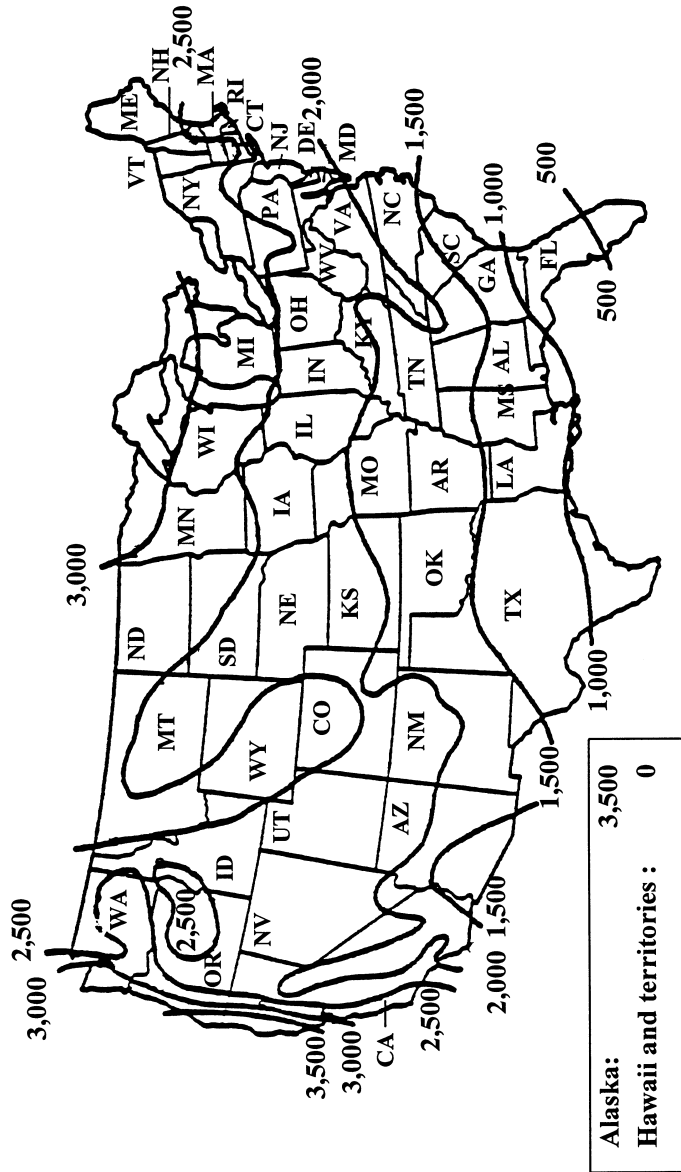 3,000
2,500
WA
2,500
OR
ID
MT
ND
3,000
MN
WI
MI
VT
ME
NH
2,500
MA
RI
CT
NY
PA
NJ
DE
2,000
MD
SD
WY
NE
IA
IL
IN
OH
WV
VA
KY
NC
1,500
NV
UT
CO
KS
MO
TN
SC
1,000
AZ
NM
OK
AR
MS
AL
GA
FL
500
500
TX
LA
3,500
3,000
CA
2,500
2,000
1,500
1,500
1,000
Alaska: 3,500
Hawaii and territories : 0